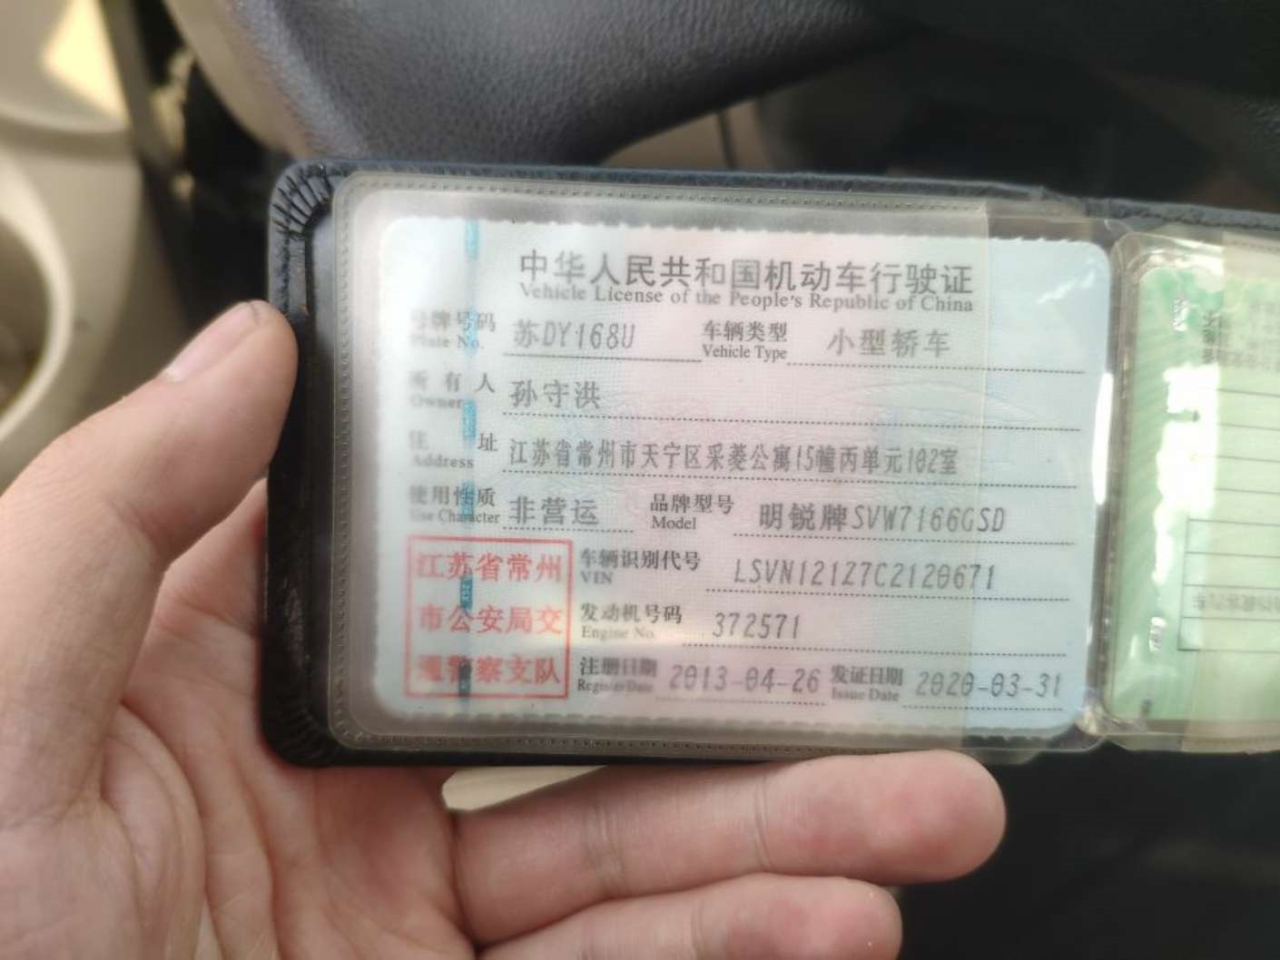 中华人民共和国机动车行驶证
Vehicle License of the People's Republic of China
号牌号码 苏DY168U 车辆类型 小型轿车
Plate No. Vehicle Type
所有人 孙守洪
Owner
住址 江苏省常州市天宁区采菱公寓15幢丙单元102室
Address
使用性质 非营运 品牌型号 明锐牌SVW7166GSD
Use Character Model
江苏省常州 车辆识别代号 LSVN12127C2120671
VIN
市公安局交 发动机号码 372571
Engine No.
通警察支队 注册日期 2013-04-26 发证日期 2020-03-31
Register Date Issue Date